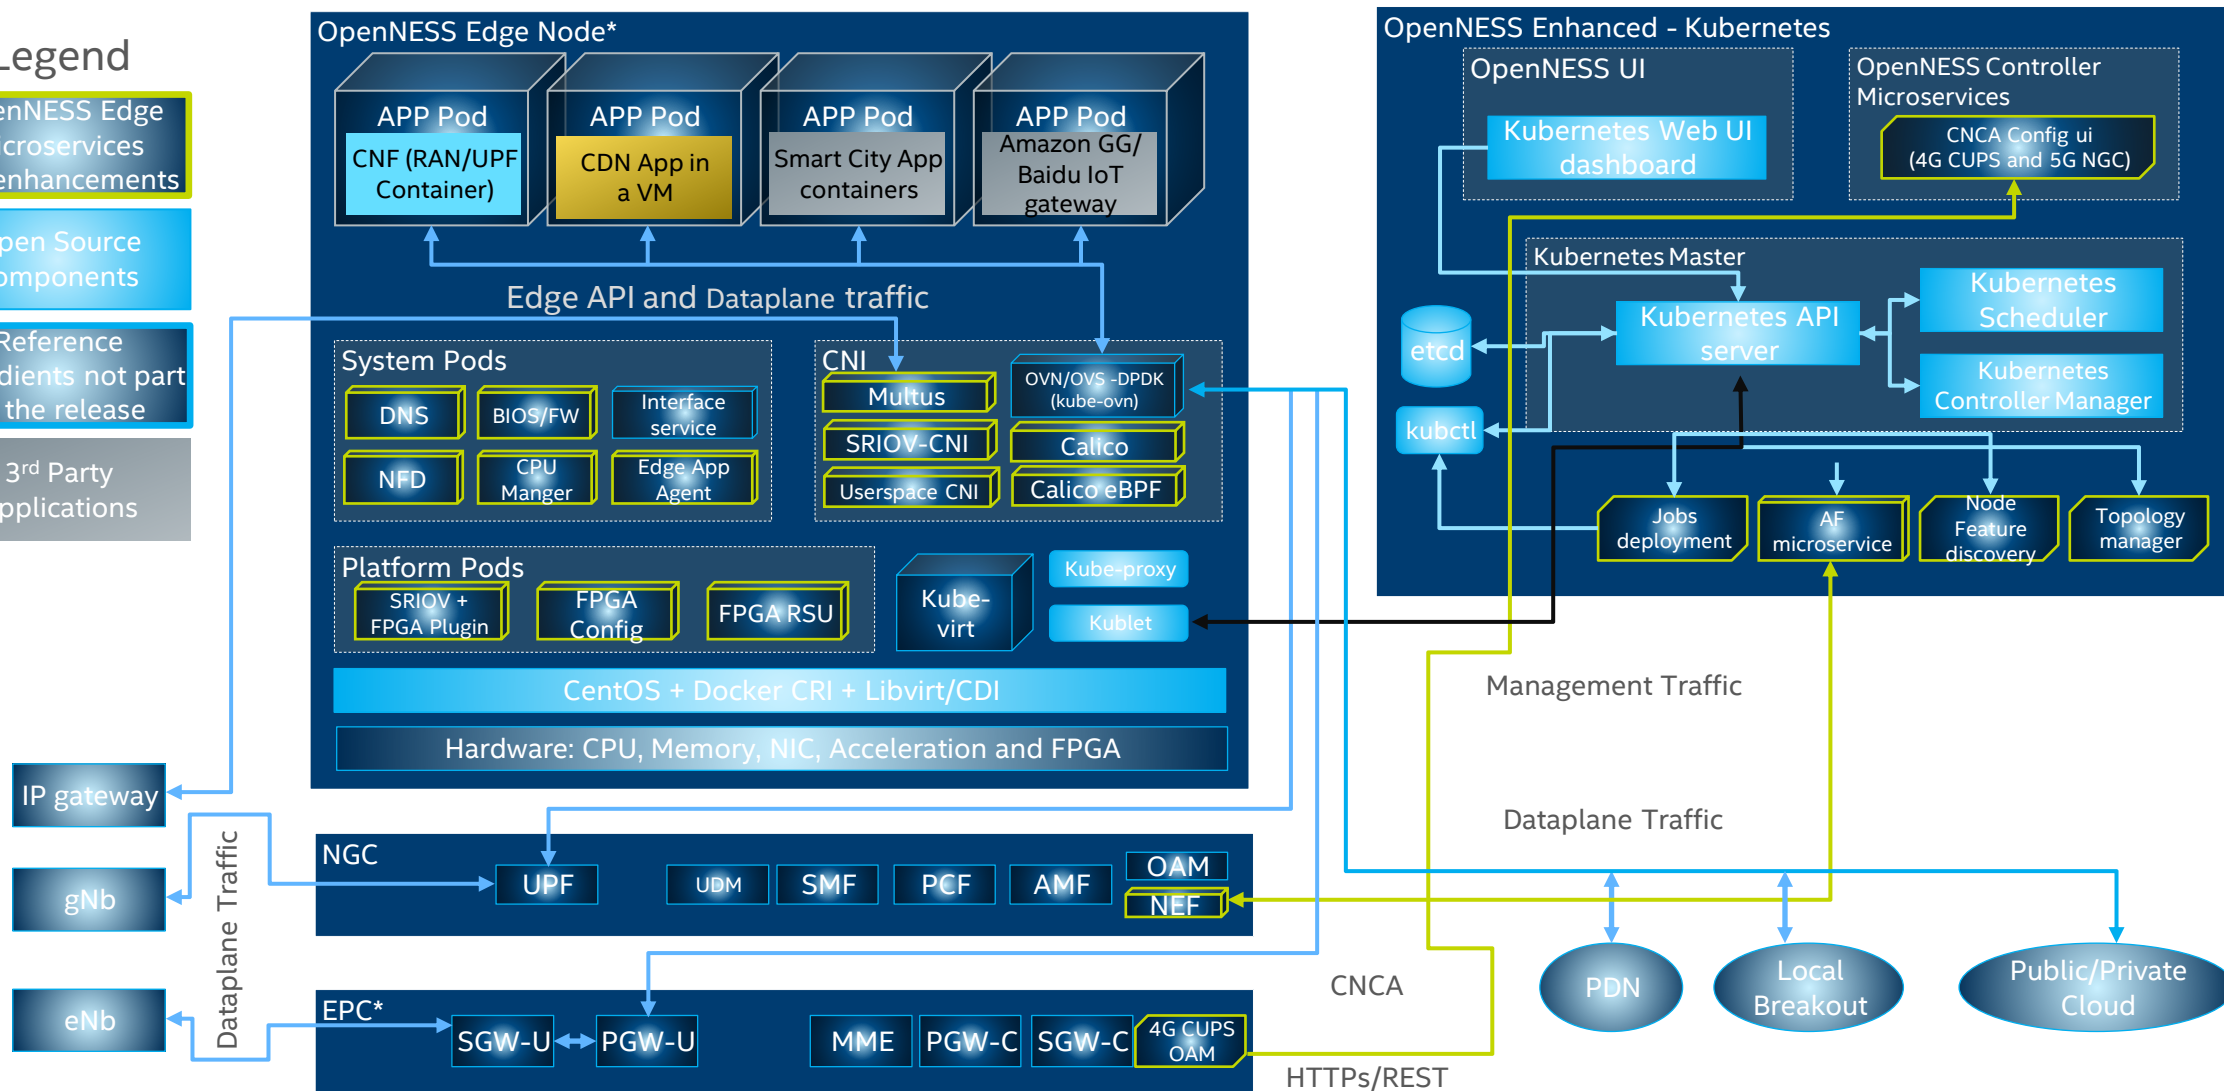 Legend
enNESS Edge
icroservices
enhancements
pen Source
omponents
Reference
dients not part
the release
3rd Party
pplications
IP gateway
gNb
eNb
Dataplane Traffic
OpenNESS Edge Node*
APP Pod
CNF (RAN/UPF
Container)
APP Pod
CDN App in
a VM
APP Pod
Smart City App
containers
APP Pod
Amazon GG/
Baidu IoT
gateway
Edge API and Dataplane traffic
System Pods
DNS
BIOS/FW
Interface
service
NFD
CPU
Manger
Edge App
Agent
CNI
Multus
OVN/OVS -DPDK
(kube-ovn)
SRIOV-CNI
Calico
Userspace CNI
Calico eBPF
Platform Pods
SRIOV +
FPGA Plugin
FPGA
Config
FPGA RSU
Kube-
virt
Kube-proxy
Kublet
CentOS + Docker CRI + Libvirt/CDI
Hardware: CPU, Memory, NIC, Acceleration and FPGA
NGC
UPF
UDM
SMF
PCF
AMF
OAM
NEF
EPC*
SGW-U
PGW-U
MME
PGW-C
SGW-C
4G CUPS
OAM
OpenNESS Enhanced - Kubernetes
OpenNESS UI
Kubernetes Web UI
dashboard
OpenNESS Controller
Microservices
CNCA Config ui
(4G CUPS and 5G NGC)
Kubernetes Master
Kubernetes API
server
Kubernetes
Scheduler
Kubernetes
Controller Manager
etcd
kubctl
Jobs
deployment
AF
microservice
Node
Feature
discovery
Topology
manager
Management Traffic
Dataplane Traffic
CNCA
HTTPs/REST
PDN
Local
Breakout
Public/Private
Cloud